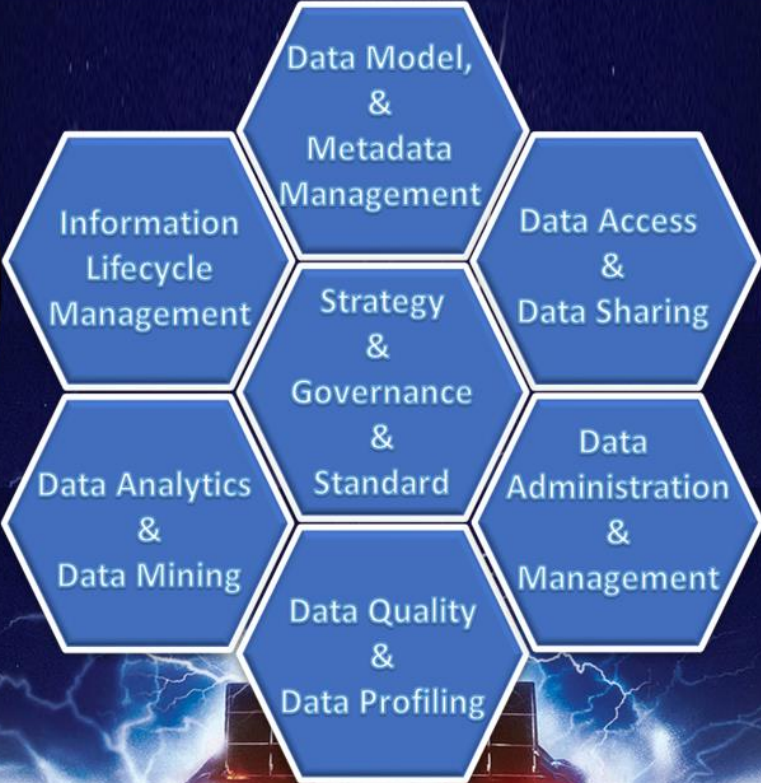 Data Model,
&
Metadata
Management
Information
Lifecycle
Management
Data Access
&
Data Sharing
Strategy
&
Governance
&
Standard
Data Analytics
&
Data Mining
Data
Administration
&
Management
Data Quality
&
Data Profiling